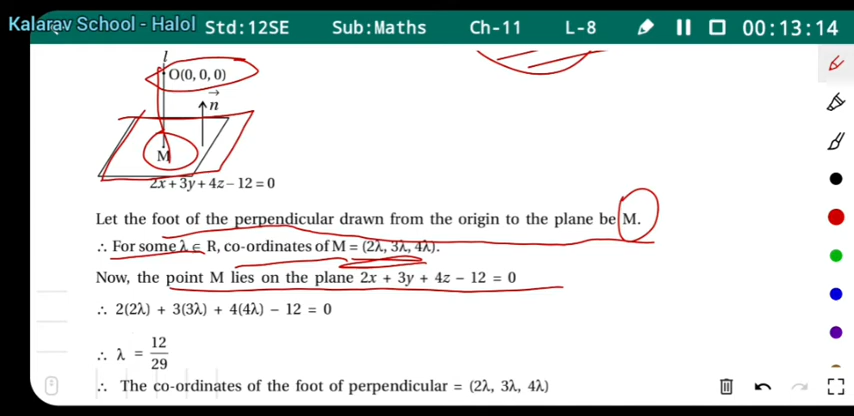 Kalarav School - Halol Std:12SE Sub:Maths Ch-11 L-8 00:13:14
l
O(0, 0, 0)
n⃗
M
2x + 3y + 4z – 12 = 0
Let the foot of the perpendicular drawn from the origin to the plane be M.
∴ For some λ ∈ R, co-ordinates of M = (2λ, 3λ, 4λ).
Now, the point M lies on the plane 2x + 3y + 4z – 12 = 0
∴ 2(2λ) + 3(3λ) + 4(4λ) – 12 = 0
∴ λ = 12/29
∴ The co-ordinates of the foot of perpendicular = (2λ, 3λ, 4λ)